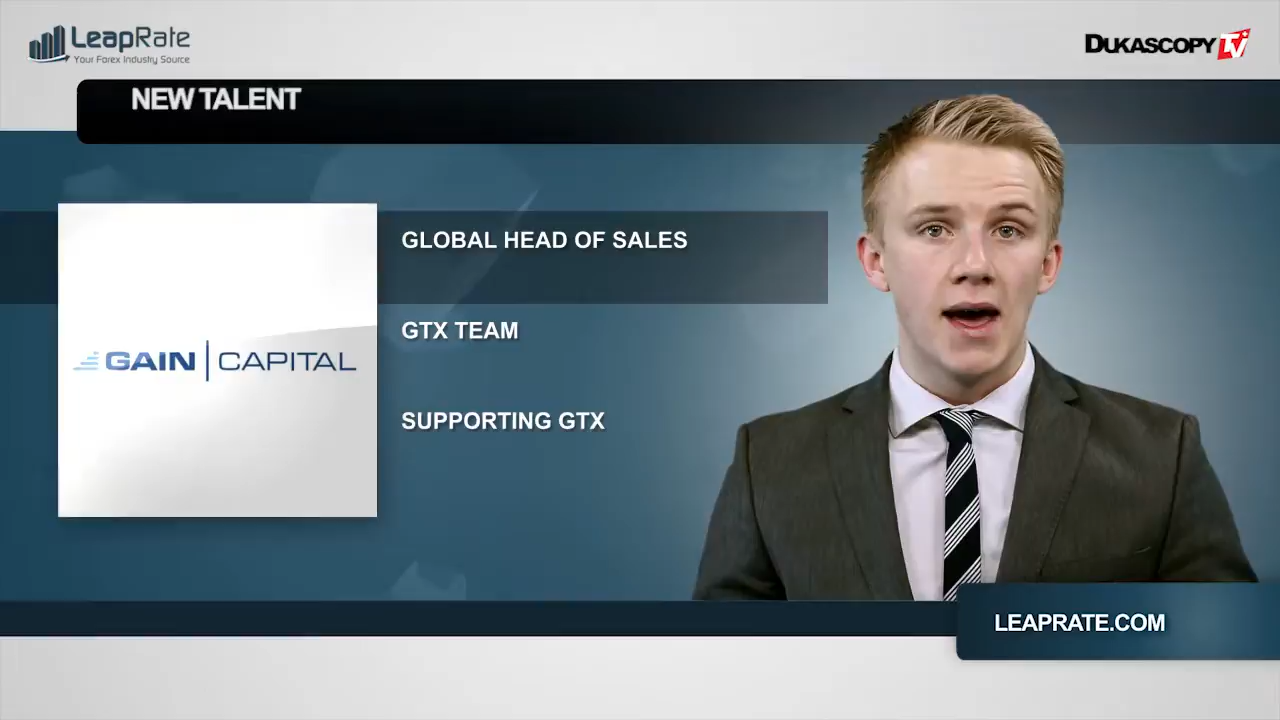 LeapRate
Your Forex Industry Source
DUKASCOPY TV
NEW TALENT
GLOBAL HEAD OF SALES
GTX TEAM
SUPPORTING GTX
GAIN CAPITAL
LEAPRATE.COM